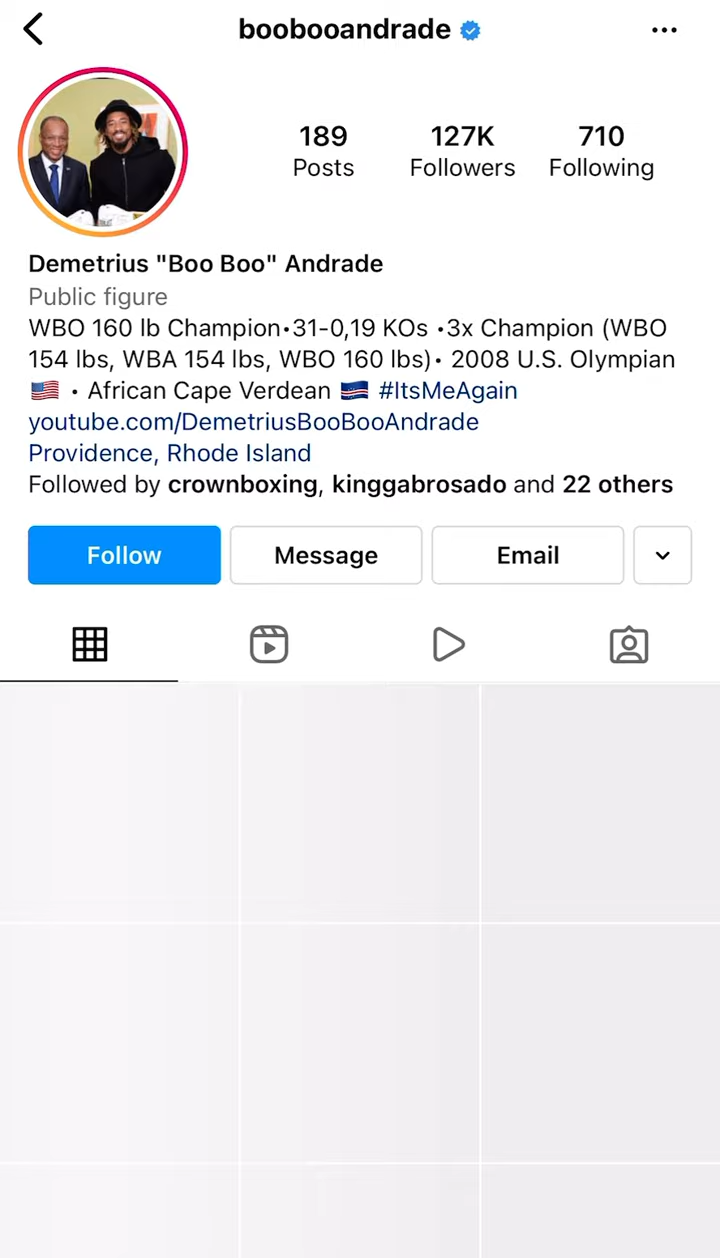 boobooandrade
189 127K 710
Posts Followers Following
Demetrius "Boo Boo" Andrade
Public figure
WBO 160 lb Champion•31-0,19 KOs •3x Champion (WBO
154 lbs, WBA 154 lbs, WBO 160 lbs)• 2008 U.S. Olympian
🇺🇸 • African Cape Verdean 🇨🇻 #ItsMeAgain
youtube.com/DemetriusBooBooAndrade
Providence, Rhode Island
Followed by crownboxing, kinggabrosado and 22 others
Follow Message Email